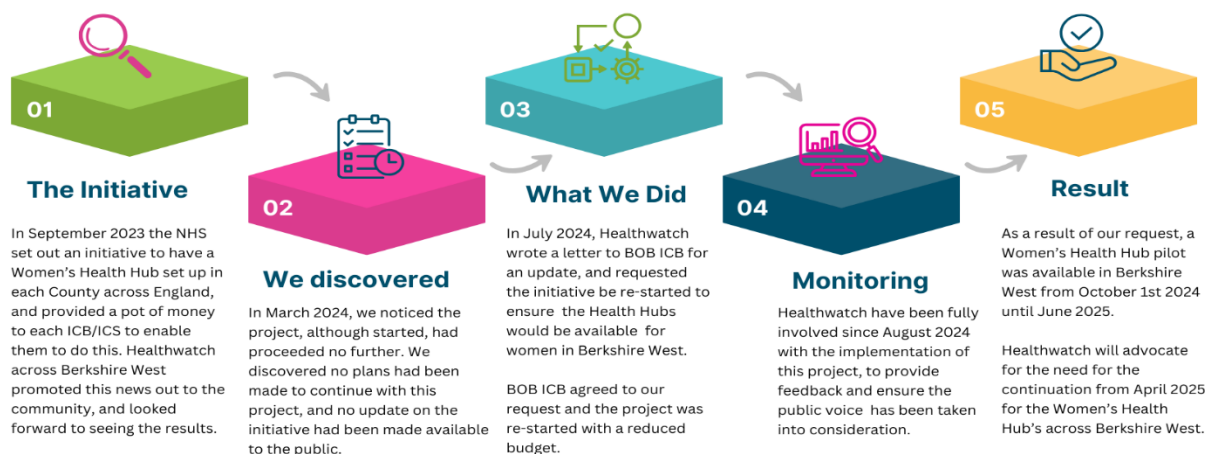 01
The Initiative
In September 2023 the NHS
set out an initiative to have a
Women's Health Hub set up in
each County across England,
and provided a pot of money
to each ICB/ICS to enable
them to do this. Healthwatch
across Berkshire West
promoted this news out to the
community, and looked
forward to seeing the results.
02
We discovered
In March 2024, we noticed the
project, although started, had
proceeded no further. We
discovered no plans had been
made to continue with this
project, and no update on the
initiative had been made available
to the public.
03
What We Did
In July 2024, Healthwatch
wrote a letter to BOB ICB for
an update, and requested
the initiative be re-started to
ensure the Health Hubs
would be available for
women in Berkshire West.
BOB ICB agreed to our
request and the project was
re-started with a reduced
budget.
04
Monitoring
Healthwatch have been fully
involved since August 2024
with the implementation of
this project, to provide
feedback and ensure the
public voice has been taken
into consideration.
05
Result
As a result of our request, a
Women's Health Hub pilot
was available in Berkshire
West from October 1st 2024
until June 2025.
Healthwatch will advocate
for the need for the
continuation from April 2025
for the Women's Health
Hub's across Berkshire West.